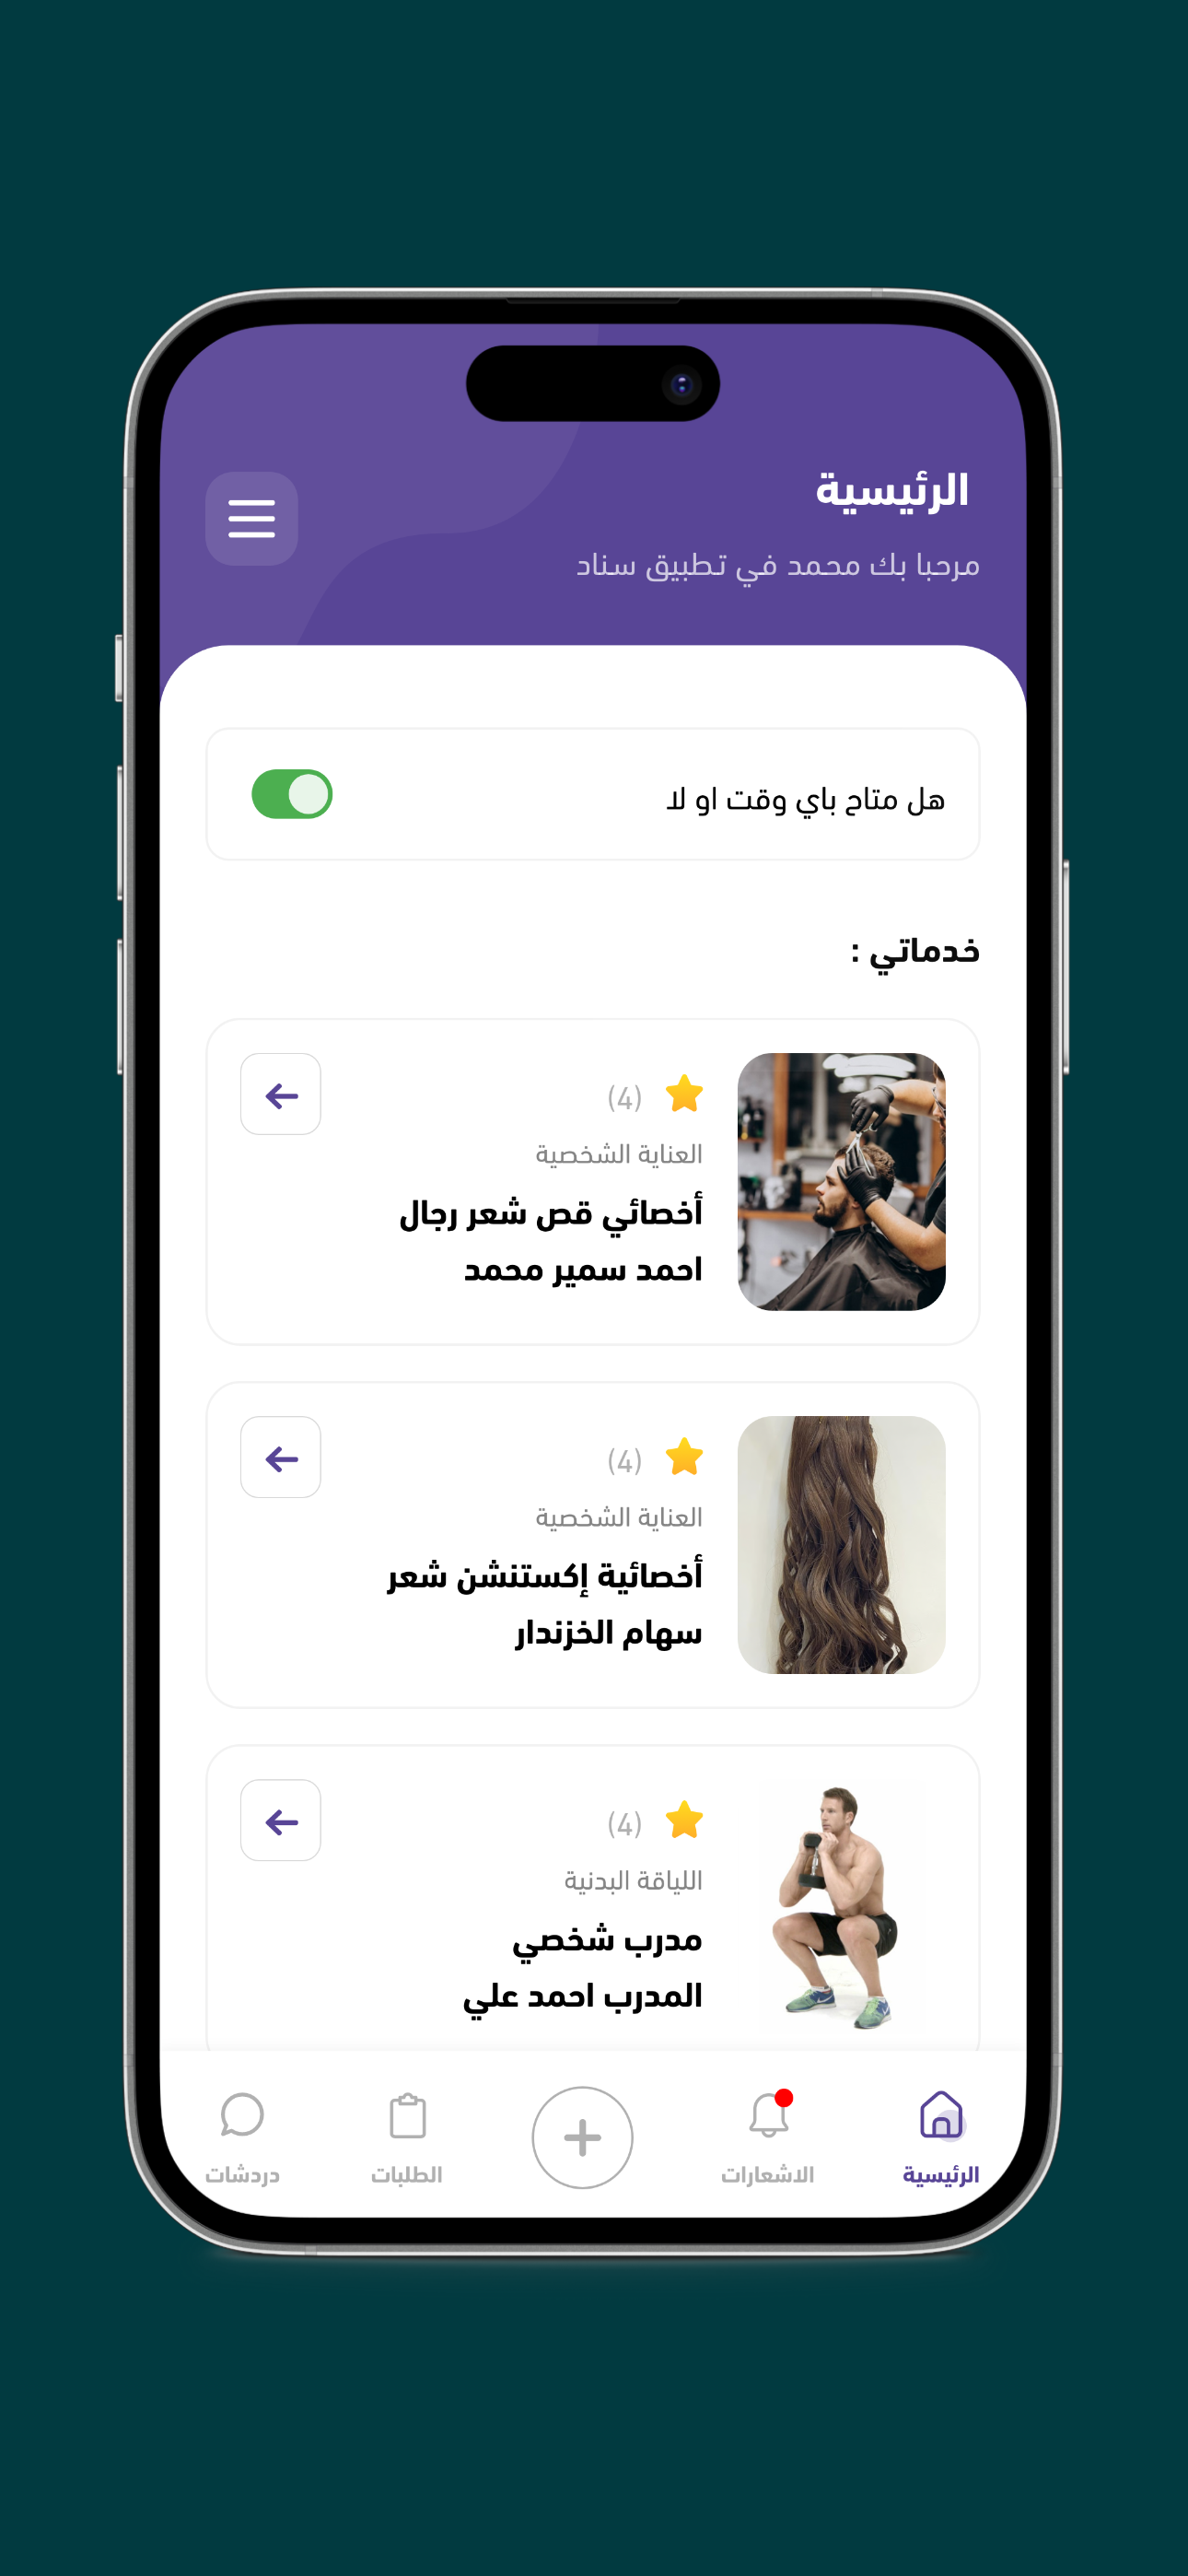 الرئيسية
مرحبا بك محمد في تطبيق سناد
هل متاح باي وقت او لا
خدماتي :
(4)
العناية الشخصية
أخصائي قص شعر رجال
احمد سمير محمد
(4)
العناية الشخصية
أخصائية إكستنشن شعر
سهام الخزندار
(4)
اللياقة البدنية
مدرب شخصي
المدرب احمد علي
الرئيسية
الاشعارات
الطلبات
دردشات